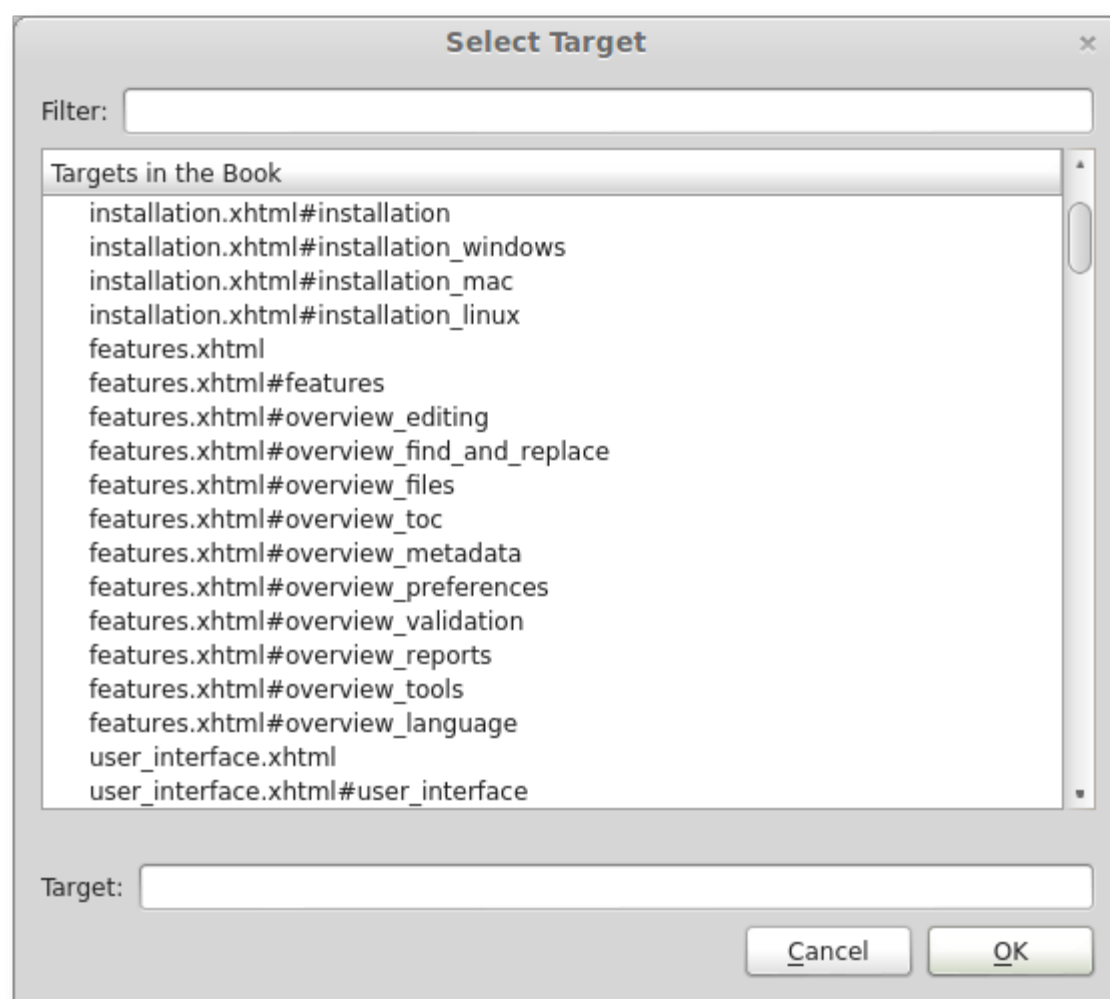 Select Target
Filter:
Targets in the Book
installation.xhtml#installation
installation.xhtml#installation_windows
installation.xhtml#installation_mac
installation.xhtml#installation_linux
features.xhtml
features.xhtml#features
features.xhtml#overview_editing
features.xhtml#overview_find_and_replace
features.xhtml#overview_files
features.xhtml#overview_toc
features.xhtml#overview_metadata
features.xhtml#overview_preferences
features.xhtml#overview_validation
features.xhtml#overview_reports
features.xhtml#overview_tools
features.xhtml#overview_language
user_interface.xhtml
user_interface.xhtml#user_interface
Target:
Cancel OK